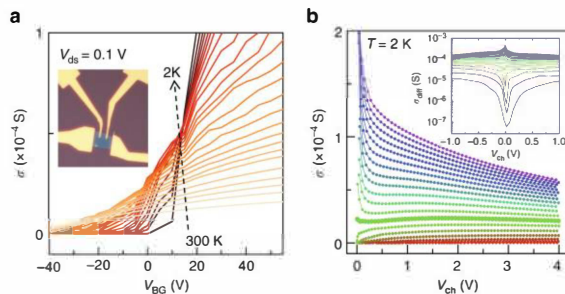 a
V_ds = 0.1 V
2K
300 K
1
0
σ (×10⁻⁴ S)
−40 −20 0 20 40
V_BG (V)
b
T = 2 K
2
1
0
σ (×10⁻⁴ S)
0 1 2 3 4
V_ch (V)
10⁻³
10⁻⁴
10⁻⁵
10⁻⁶
10⁻⁷
σ_diff (S)
−1.0 −0.5 0.0 0.5 1.0
V_ch (V)